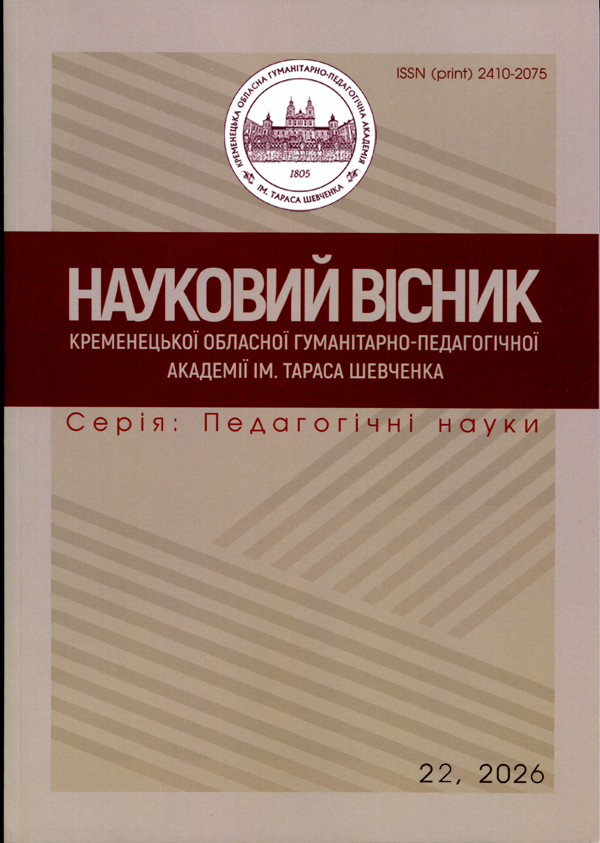 ISSN (print) 2410-2075
КРЕМЕНЕЦЬКА ОБЛАСНА ГУМАНІТАРНО-ПЕДАГОГІЧНА АКАДЕМІЯ
1805
ІМ. ТАРАСА ШЕВЧЕНКА
НАУКОВИЙ ВІСНИК
КРЕМЕНЕЦЬКОЇ ОБЛАСНОЇ ГУМАНІТАРНО-ПЕДАГОГІЧНОЇ
АКАДЕМІЇ ІМ. ТАРАСА ШЕВЧЕНКА
Серія: Педагогічні науки
22, 2026